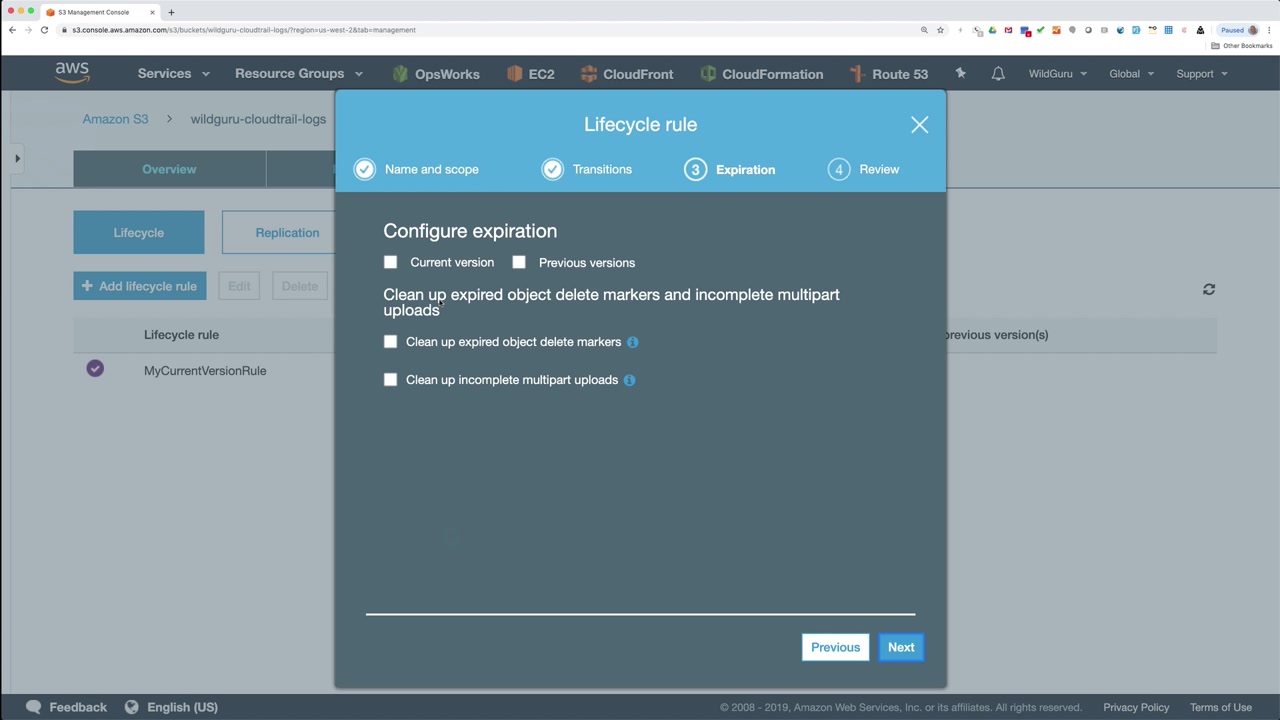 S3 Management Console
s3.console.aws.amazon.com/s3/buckets/wildguru-cloudtrail-logs/?region=us-west-2&tab=management
Paused
Other Bookmarks
aws
Services
Resource Groups
OpsWorks
EC2
CloudFront
CloudFormation
Route 53
WildGuru
Global
Support
Amazon S3 > wildguru-cloudtrail-logs
Overview
Lifecycle
Replication
+ Add lifecycle rule
Edit
Delete
Lifecycle rule
previous version(s)
MyCurrentVersionRule
Lifecycle rule
Name and scope
Transitions
3 Expiration
4 Review
Configure expiration
Current version
Previous versions
Clean up expired object delete markers and incomplete multipart
uploads
Clean up expired object delete markers
Clean up incomplete multipart uploads
Previous
Next
Feedback
English (US)
© 2008 - 2019, Amazon Web Services, Inc. or its affiliates. All rights reserved.
Privacy Policy
Terms of Use